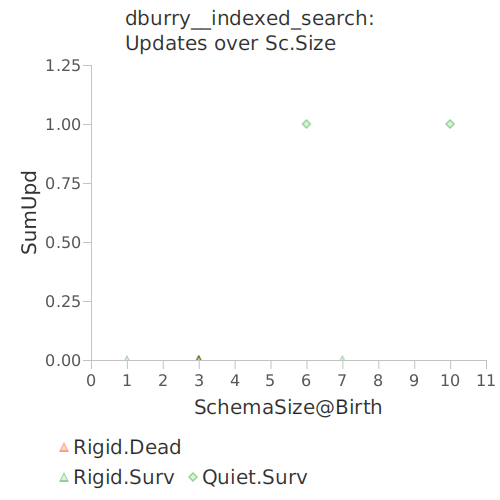 dburry__indexed_search:
Updates over Sc.Size
1.25
1.00
0.75
0.50
0.25
0.00
SumUpd
0 1 2 3 4 5 6 7 8 9 10 11
SchemaSize@Birth
Rigid.Dead
Rigid.Surv Quiet.Surv